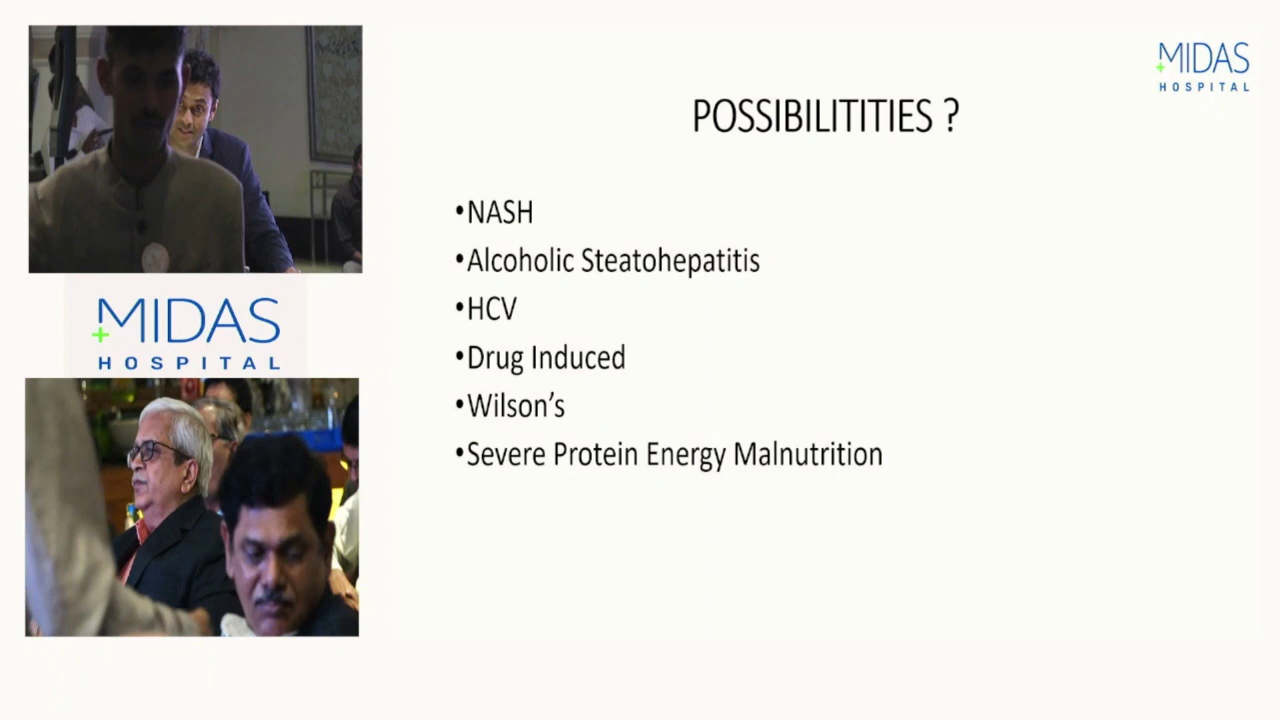 MIDAS
HOSPITAL
POSSIBILITITIES ?
•NASH
•Alcoholic Steatohepatitis
•HCV
•Drug Induced
•Wilson’s
•Severe Protein Energy Malnutrition
MIDAS
HOSPITAL